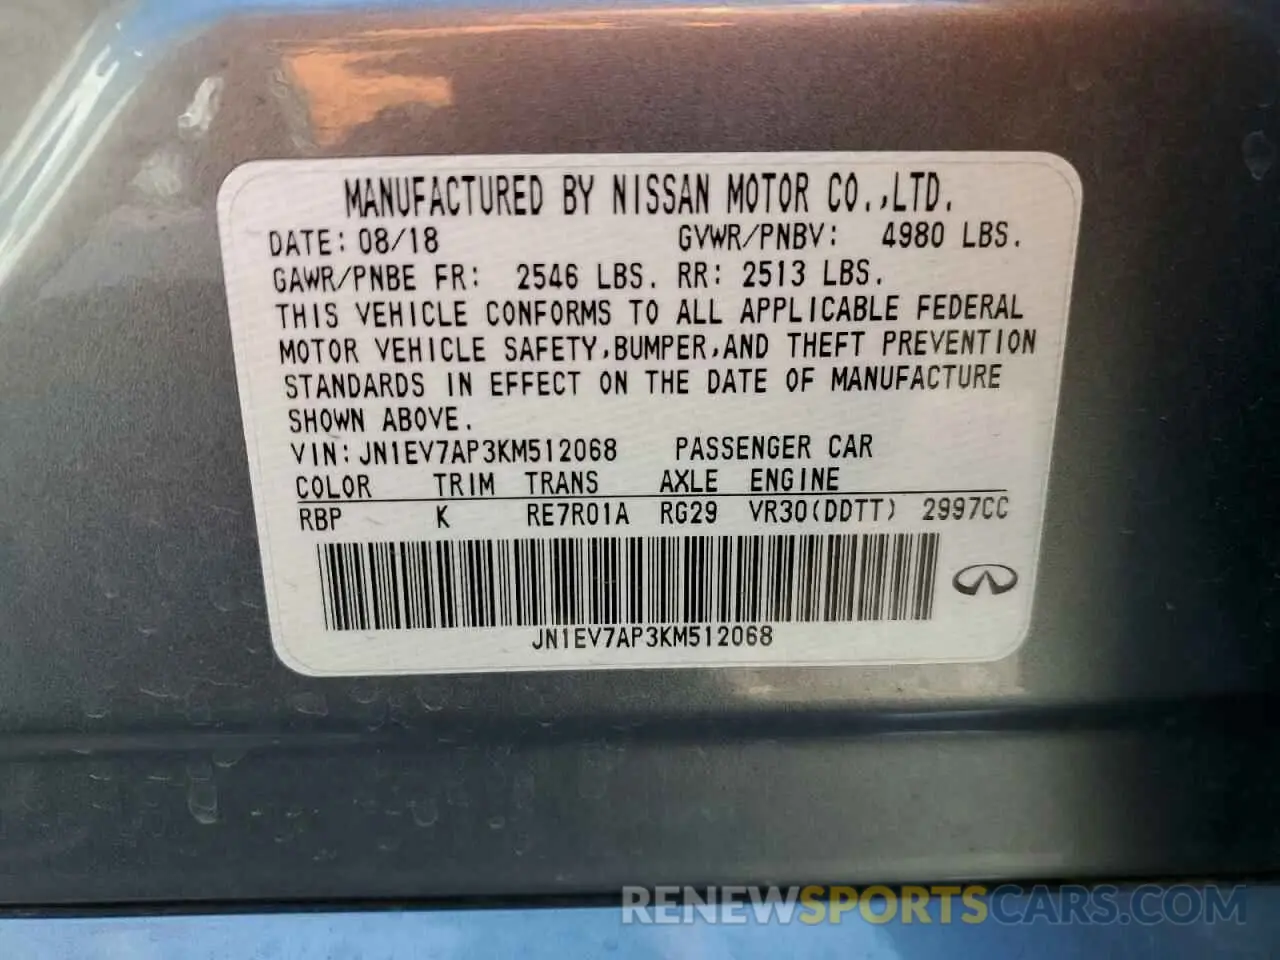 MANUFACTURED BY NISSAN MOTOR CO.,LTD.
DATE: 08/18 GVWR/PNBV: 4980 LBS.
GAWR/PNBE FR: 2546 LBS. RR: 2513 LBS.
THIS VEHICLE CONFORMS TO ALL APPLICABLE FEDERAL
MOTOR VEHICLE SAFETY,BUMPER,AND THEFT PREVENTION
STANDARDS IN EFFECT ON THE DATE OF MANUFACTURE
SHOWN ABOVE.
VIN: JN1EV7AP3KM512068 PASSENGER CAR
COLOR TRIM TRANS AXLE ENGINE
RBP K RE7R01A RG29 VR30(DDTT) 2997CC
JN1EV7AP3KM512068
RENEWSPORTSCARS.COM